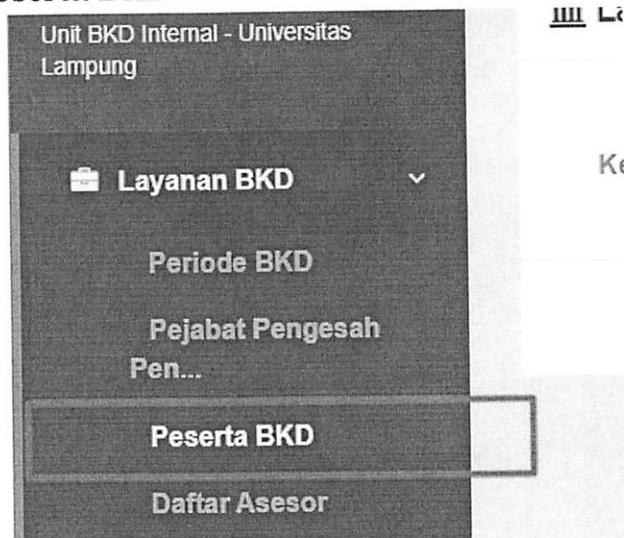 Unit BKD Internal - Universitas
Lampung
Layanan BKD
Periode BKD
Pejabat Pengesah
Pen...
Peserta BKD
Daftar Asesor